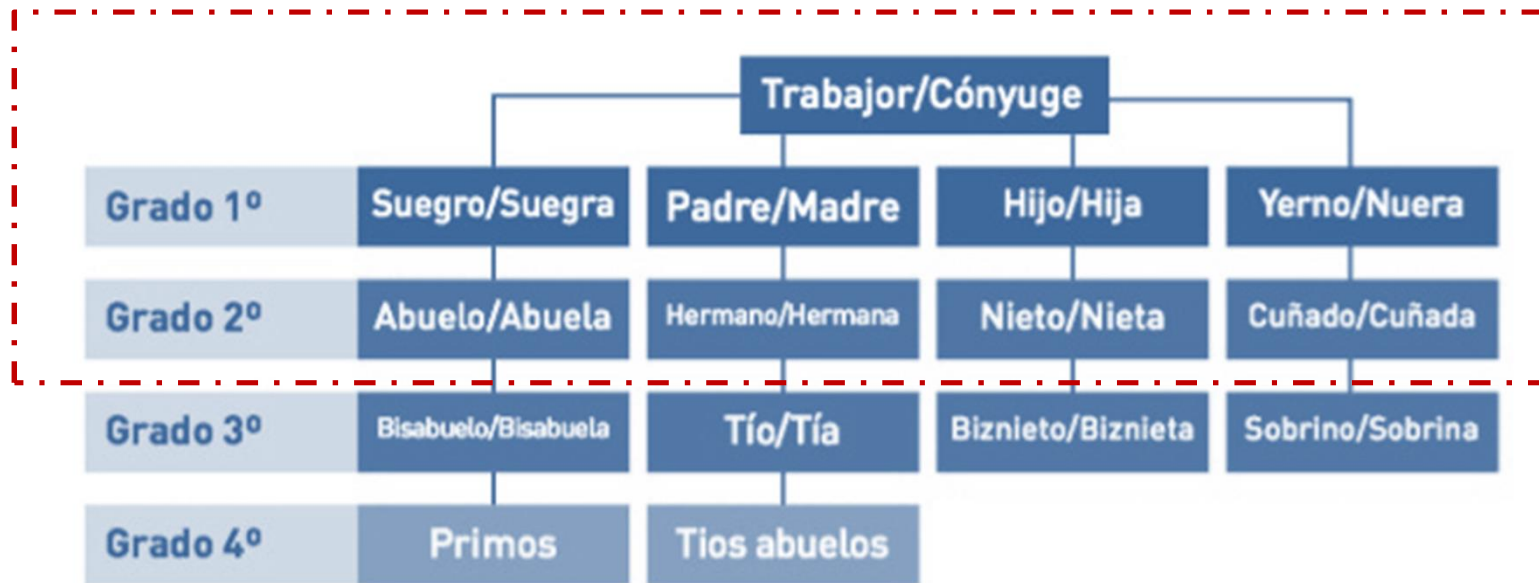 Trabajor/Cónyuge
Grado 1º Suegro/Suegra Padre/Madre Hijo/Hija Yerno/Nuera
Grado 2º Abuelo/Abuela Hermano/Hermana Nieto/Nieta Cuñado/Cuñada
Grado 3º Bisabuelo/Bisabuela Tío/Tía Biznieto/Biznieta Sobrino/Sobrina
Grado 4º Primos Tios abuelos